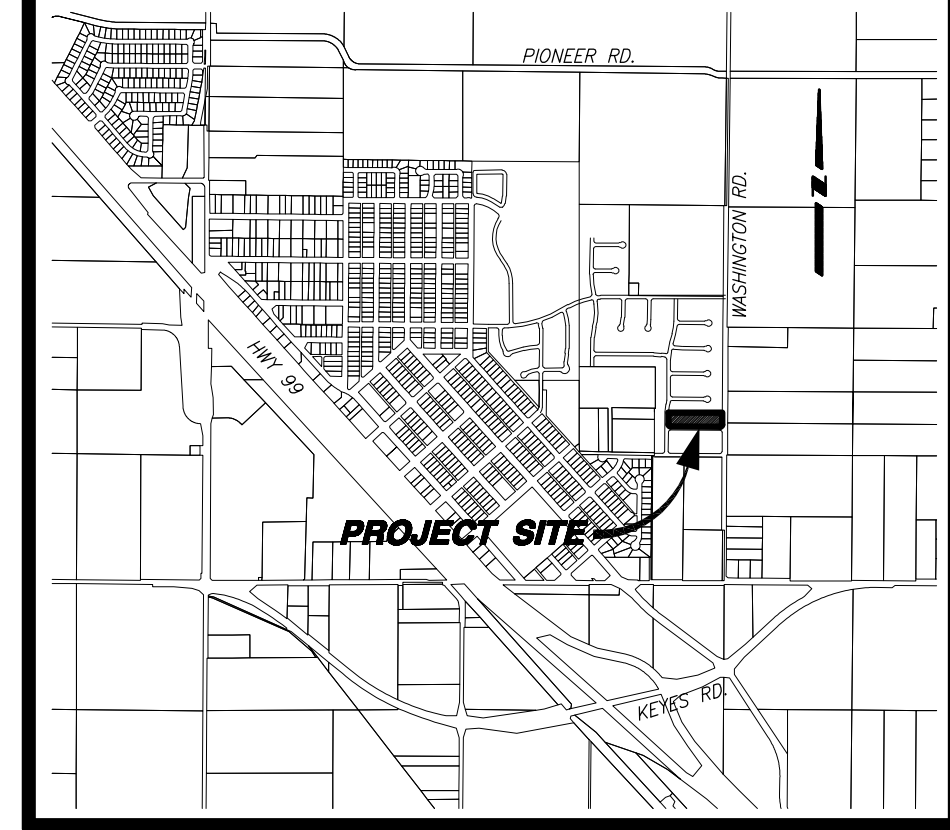 PIONEER RD.
WASHINGTON RD.
N
HWY 99
PROJECT SITE
KEYES RD.